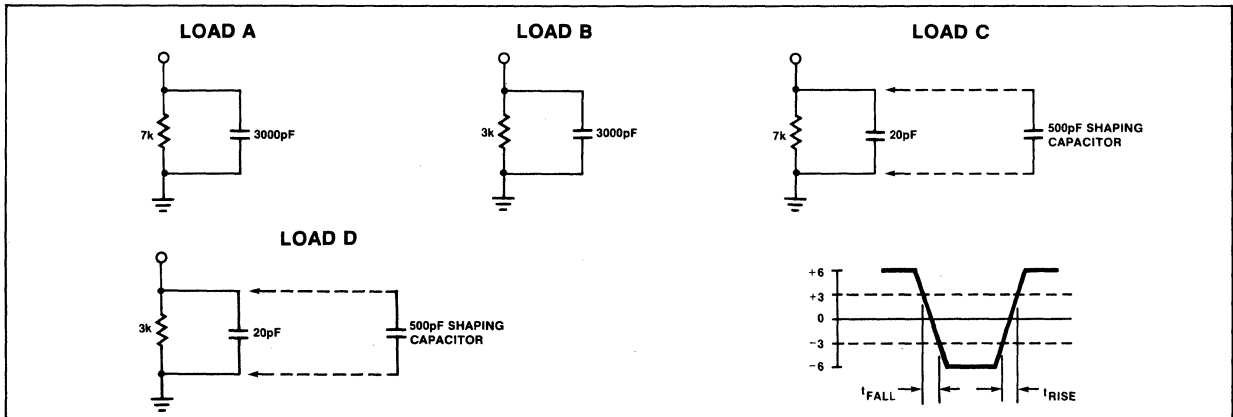 LOAD A
7k
3000pF
LOAD B
3k
3000pF
LOAD C
7k
20pF
500pF SHAPING
CAPACITOR
LOAD D
3k
20pF
500pF SHAPING
CAPACITOR
+6
+3
0
-3
-6
tFALL
tRISE